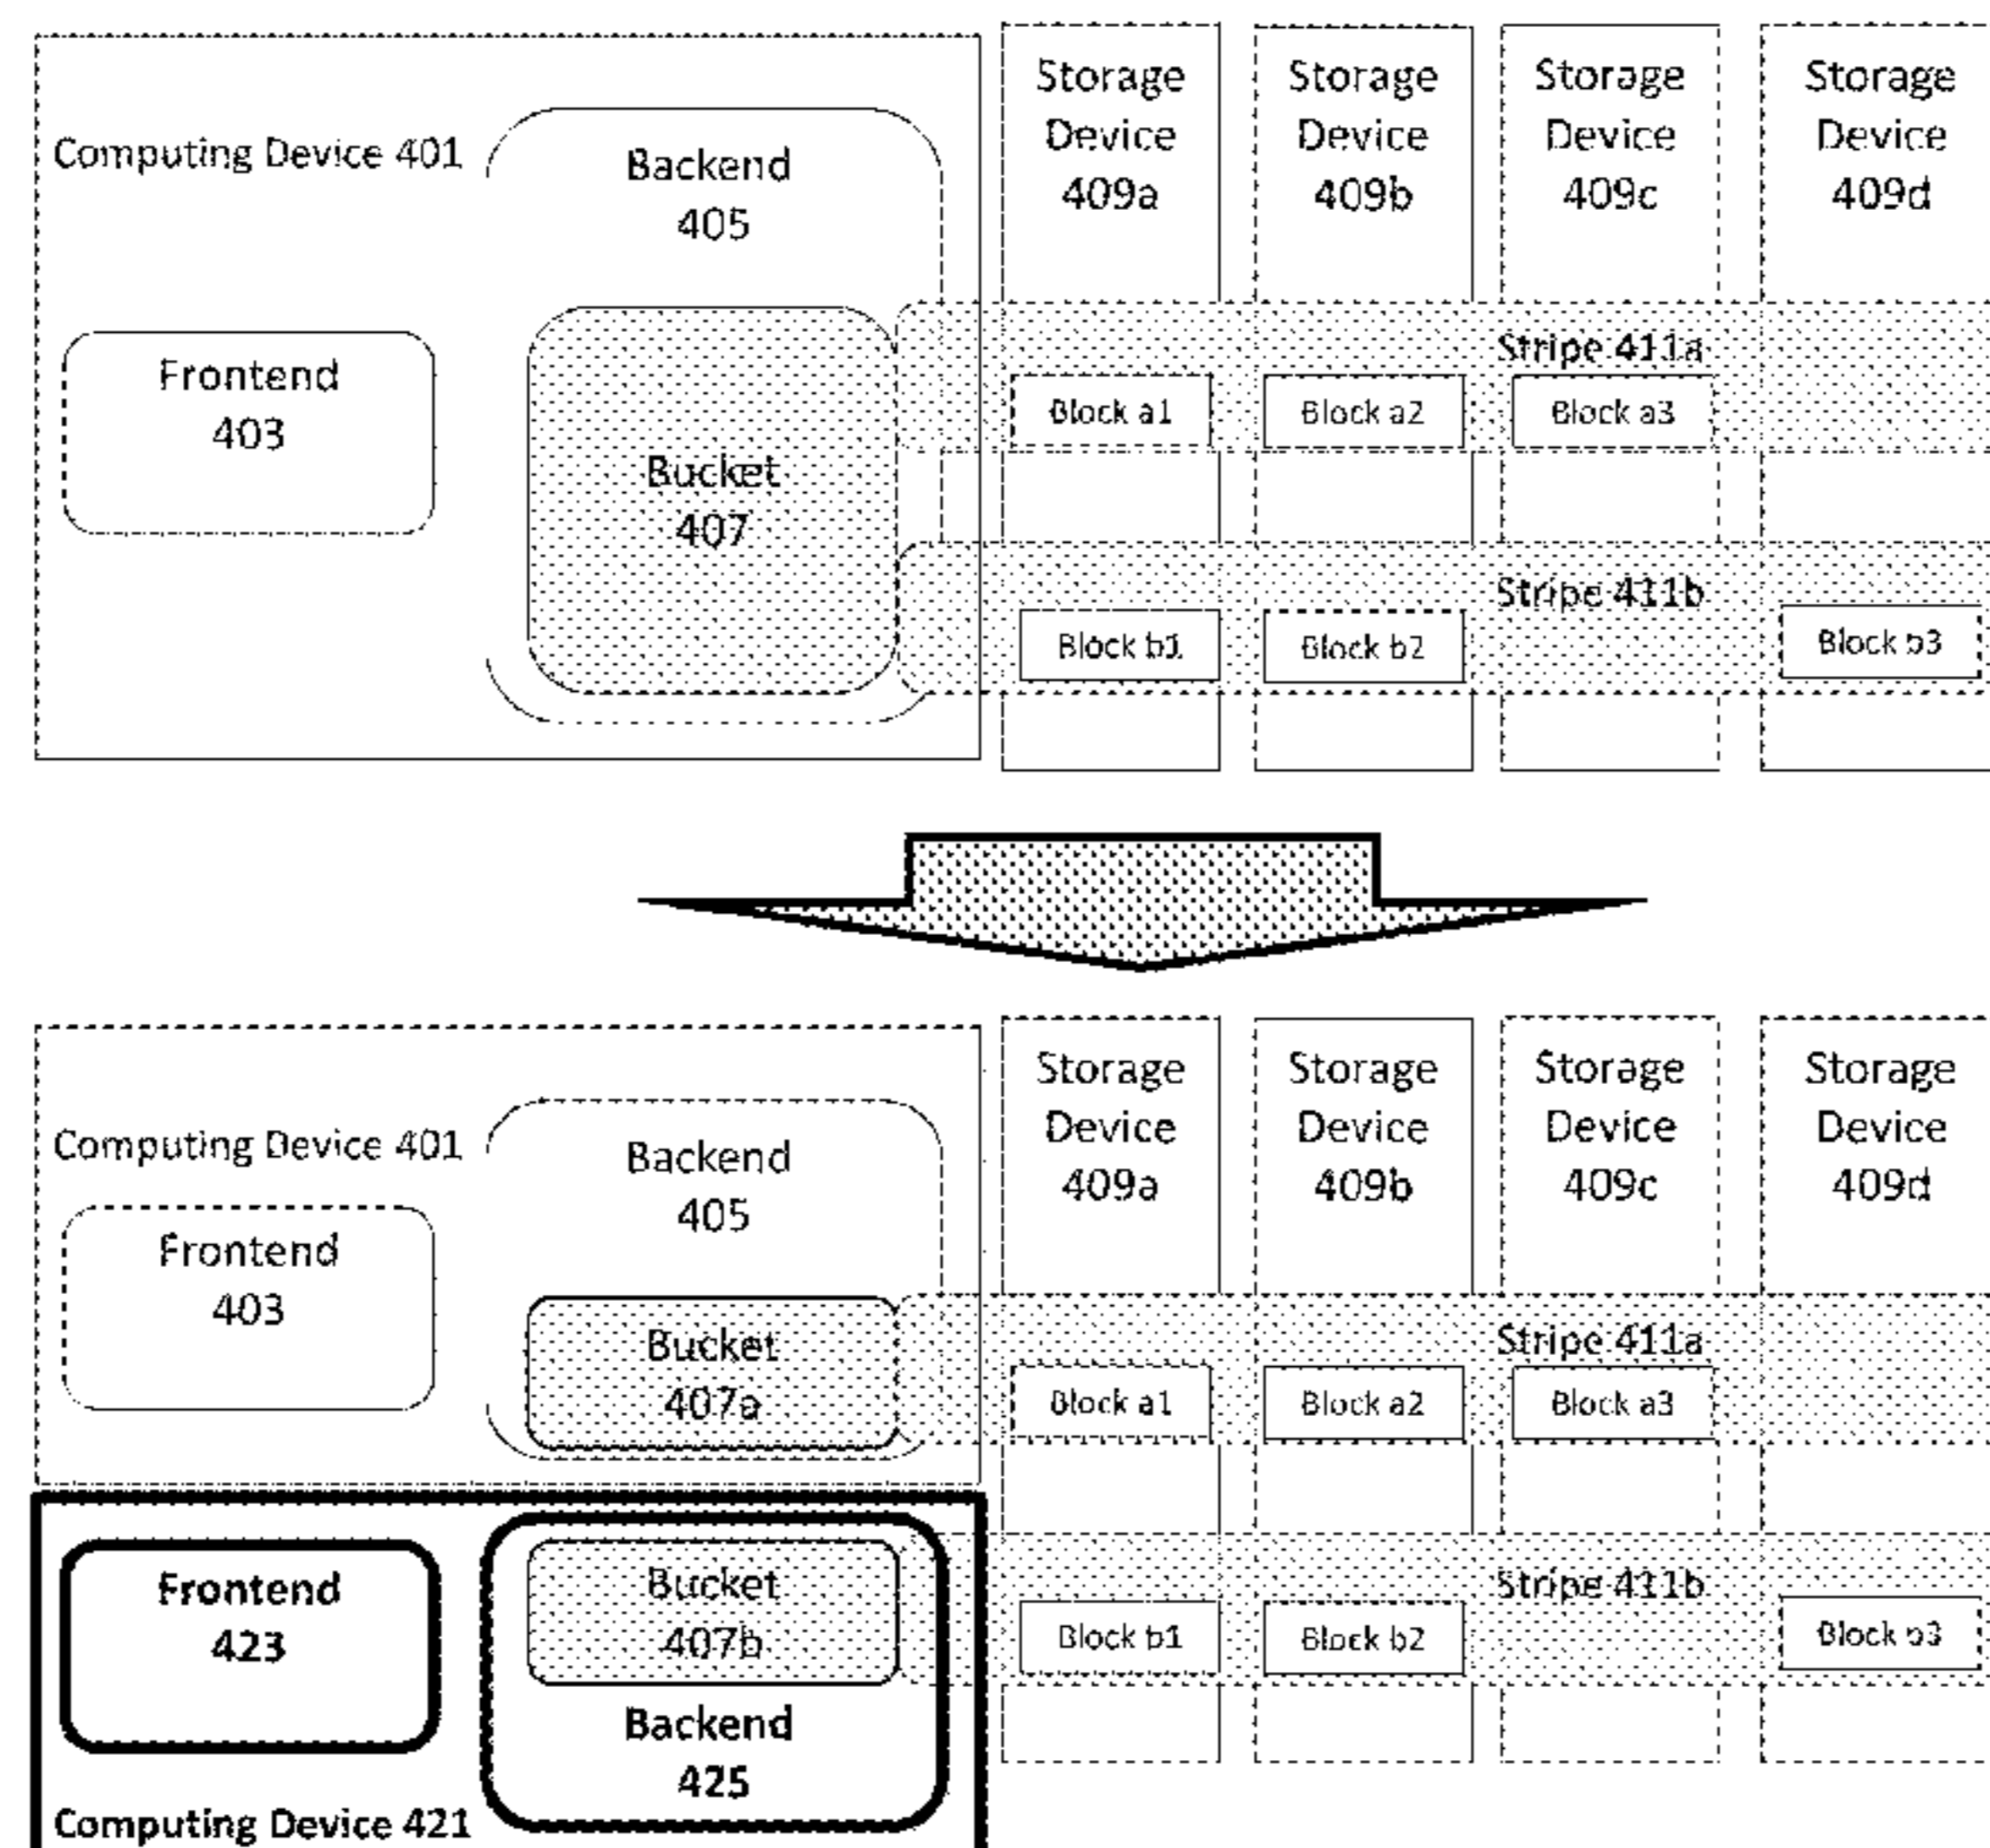 Computing Device 401
Backend
405
Frontend
403
Bucket
407
Storage
Device
409a
Storage
Device
409b
Storage
Device
409c
Storage
Device
409d
Stripe 411a
Block a1
Block a2
Block a3
Stripe 411b
Block b1
Block b2
Block b3
Computing Device 401
Backend
405
Frontend
403
Bucket
407a
Storage
Device
409a
Storage
Device
409b
Storage
Device
409c
Storage
Device
409d
Stripe 411a
Block a1
Block a2
Block a3
Frontend
423
Bucket
407b
Backend
425
Computing Device 421
Stripe 411b
Block b1
Block b2
Block b3